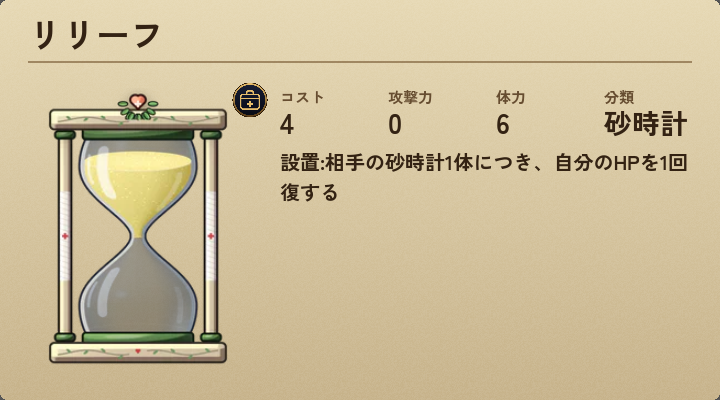 リリーフ
コスト 攻撃力 体力 分類
4 0 6 砂時計
設置:相手の砂時計1体につき、自分のHPを1回
復する